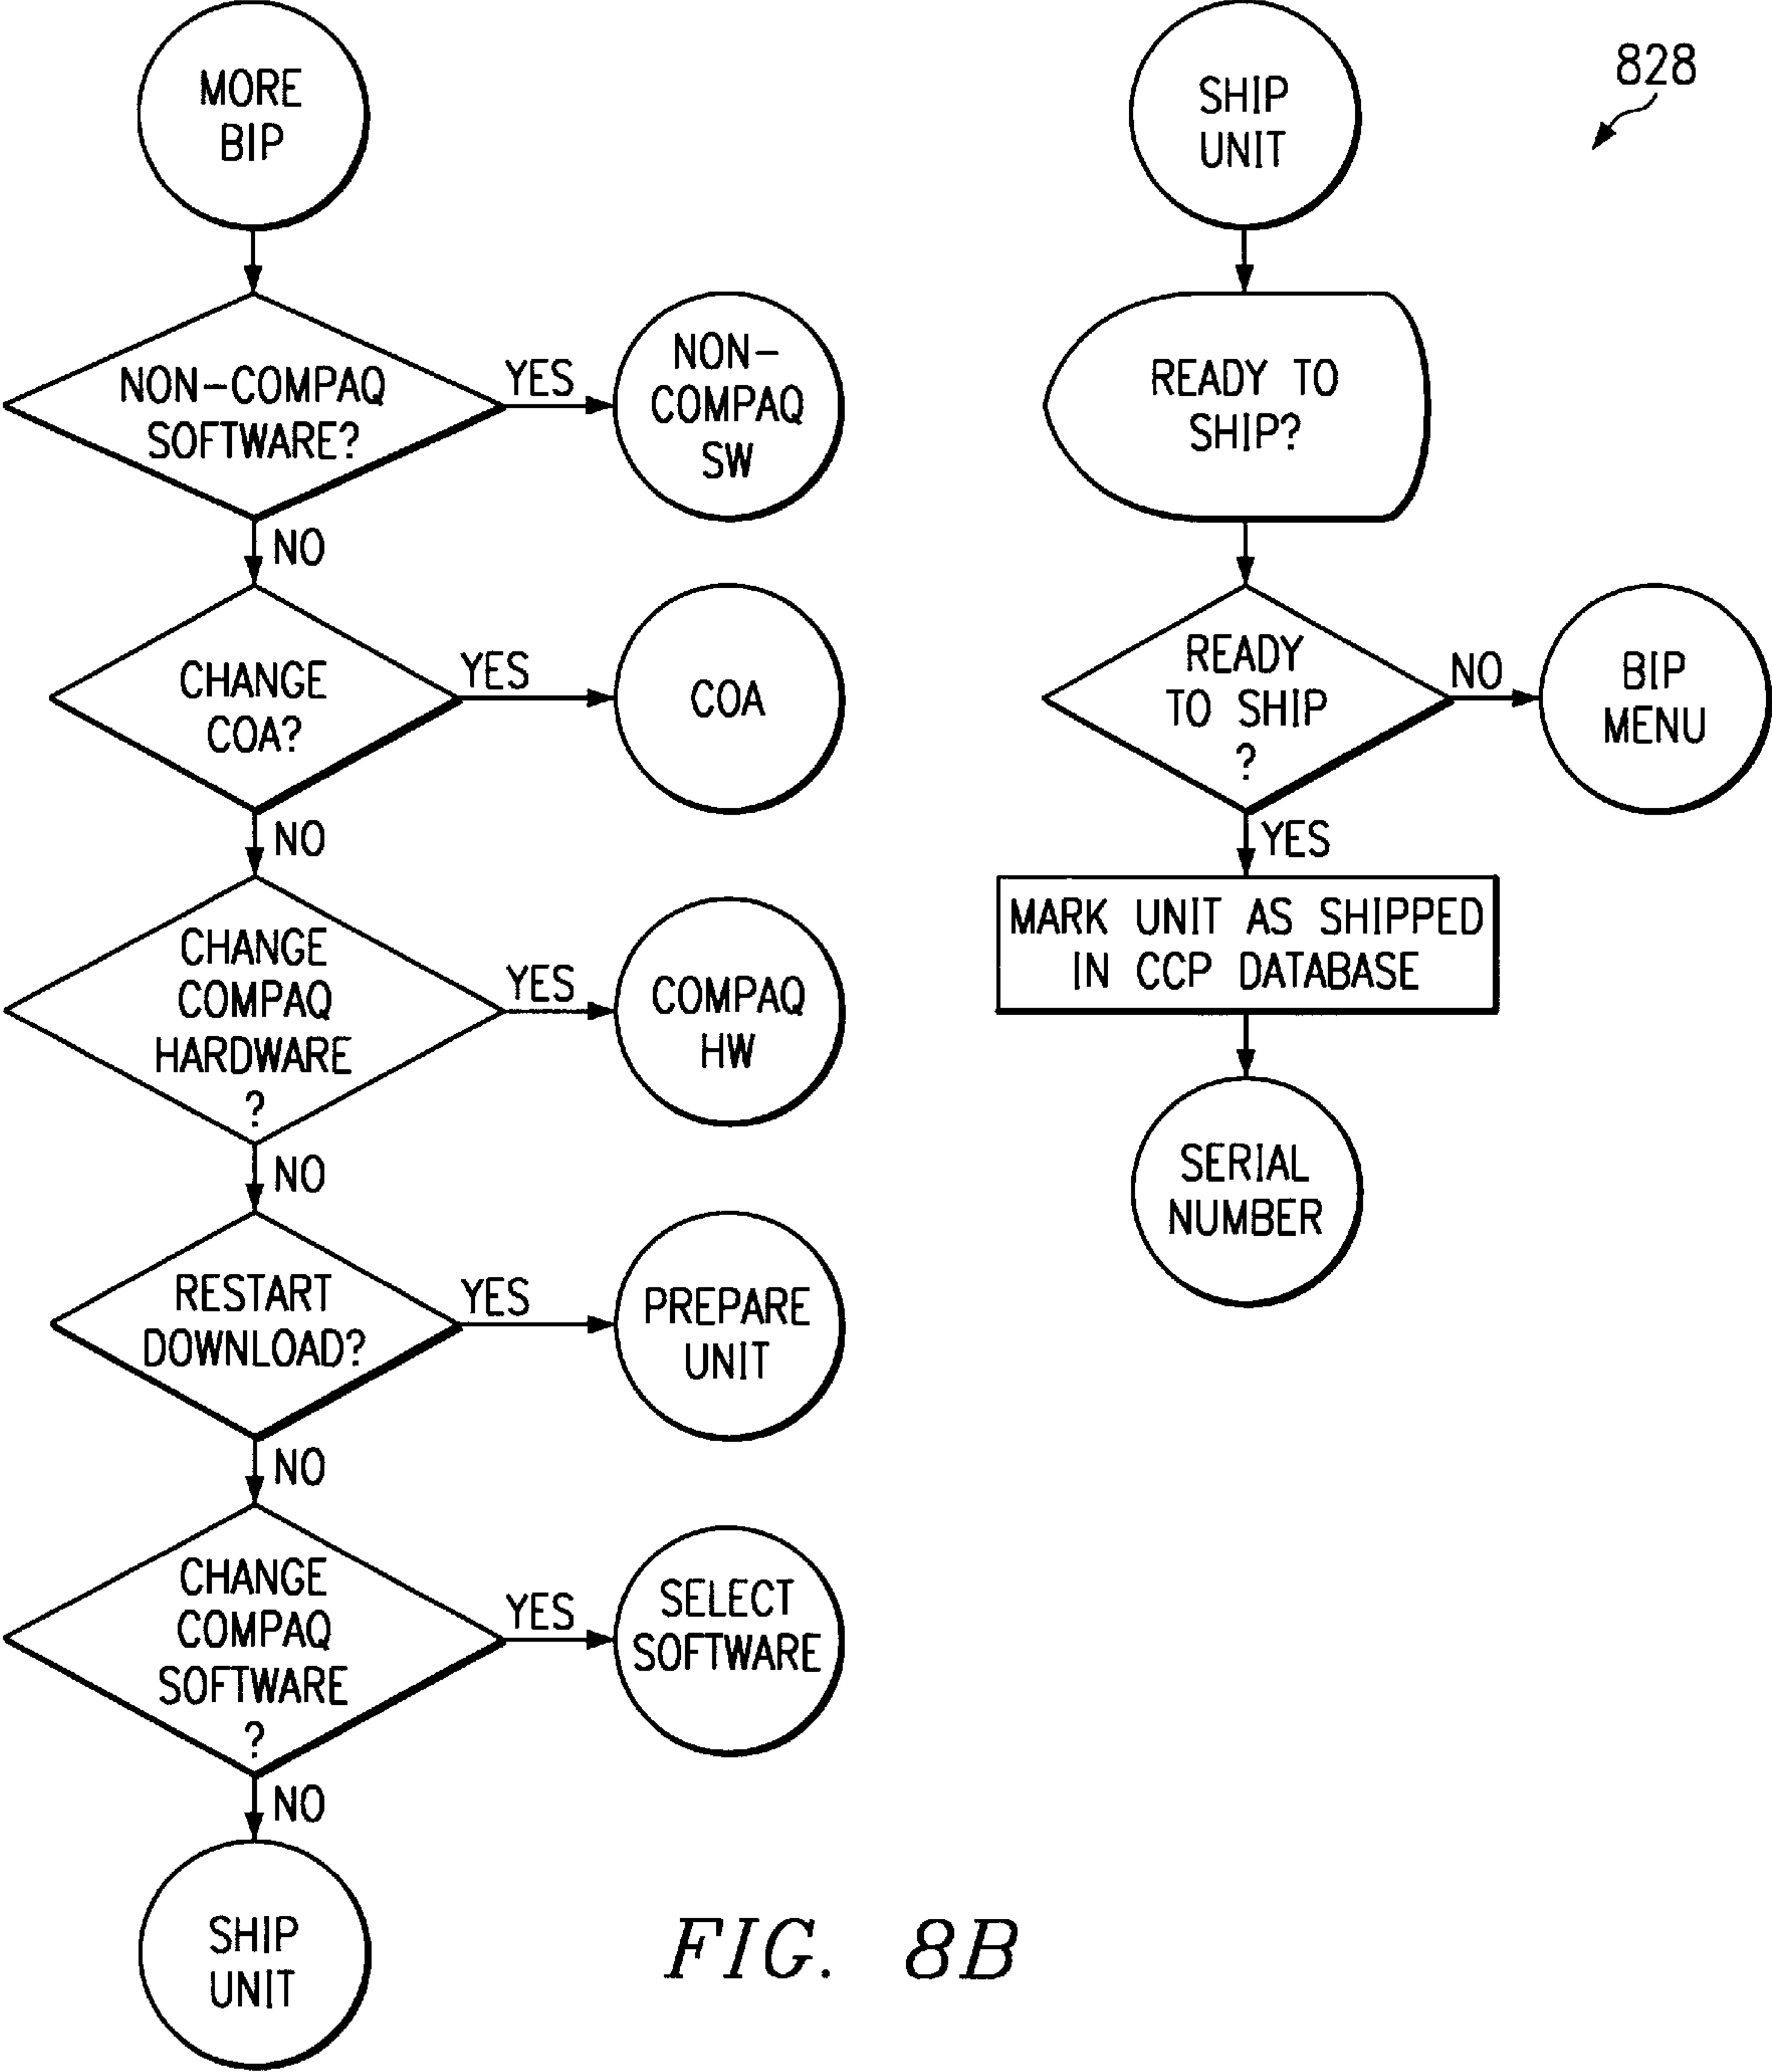 MORE
BIP
NON-COMPAQ
SOFTWARE?
YES
NON-
COMPAQ
SW
NO
CHANGE
COA?
YES
COA
NO
CHANGE
COMPAQ
HARDWARE
?
YES
COMPAQ
HW
NO
RESTART
DOWNLOAD?
YES
PREPARE
UNIT
NO
CHANGE
COMPAQ
SOFTWARE
?
YES
SELECT
SOFTWARE
NO
SHIP
UNIT
828
SHIP
UNIT
READY TO
SHIP?
READY
TO SHIP
?
NO
BIP
MENU
YES
MARK UNIT AS SHIPPED
IN CCP DATABASE
SERIAL
NUMBER
FIG. 8B